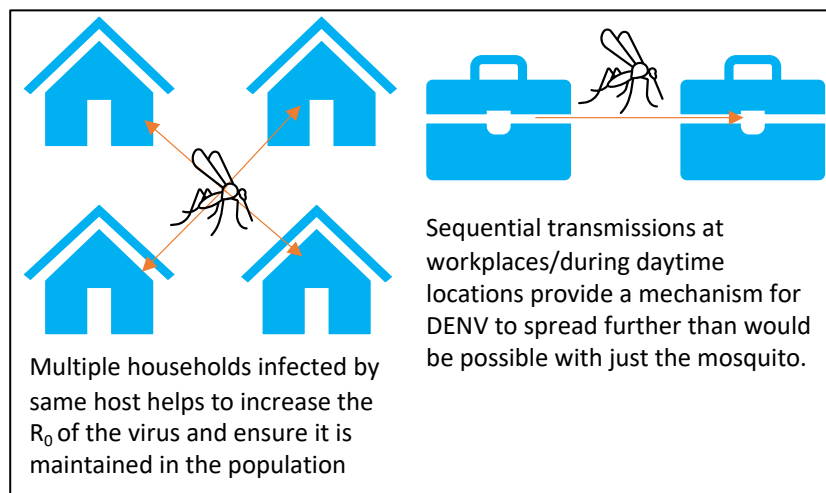 Multiple households infected by
same host helps to increase the
R₀ of the virus and ensure it is
maintained in the population
Sequential transmissions at
workplaces/during daytime
locations provide a mechanism for
DENV to spread further than would
be possible with just the mosquito.